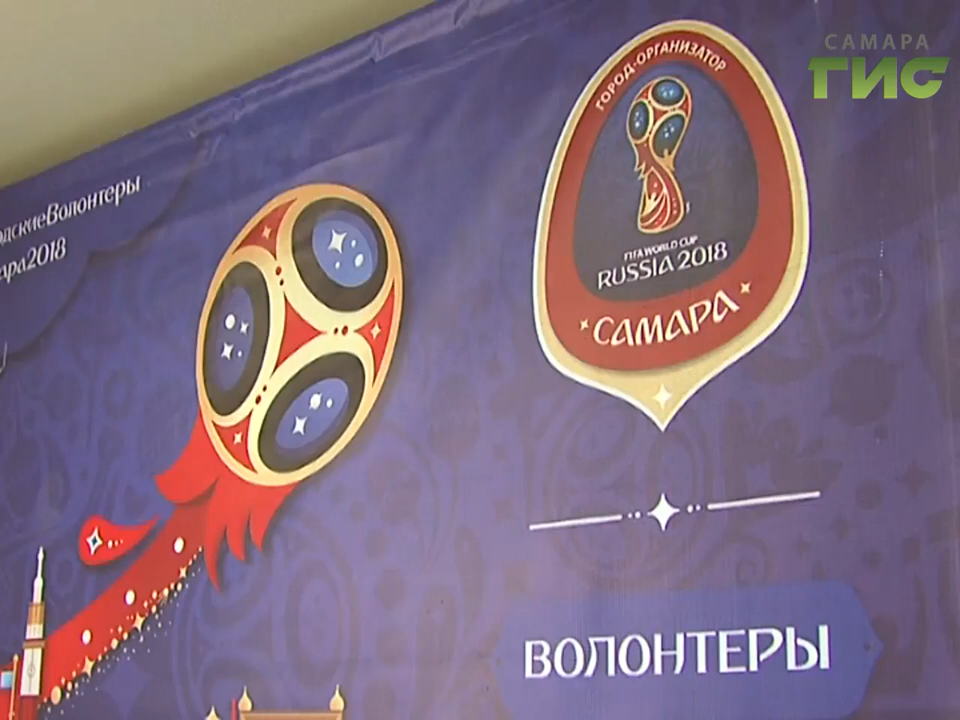 САМАРА
ГИС
ГОРОД-ОРГАНИЗАТОР
FIFA WORLD CUP
RUSSIA 2018
САМАРА
ВОЛОНТЕРЫ